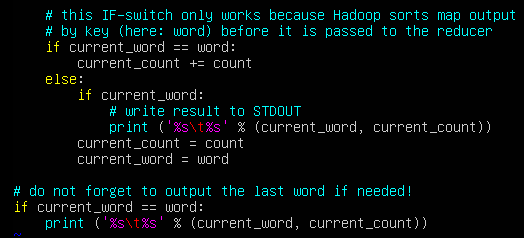 # this IF-switch only works because Hadoop sorts map output
# by key (here: word) before it is passed to the reducer
if current_word == word:
current_count += count
else:
if current_word:
# write result to STDOUT
print ('%s\t%s' % (current_word, current_count))
current_count = count
current_word = word
# do not forget to output the last word if needed!
if current_word == word:
print ('%s\t%s' % (current_word, current_count))